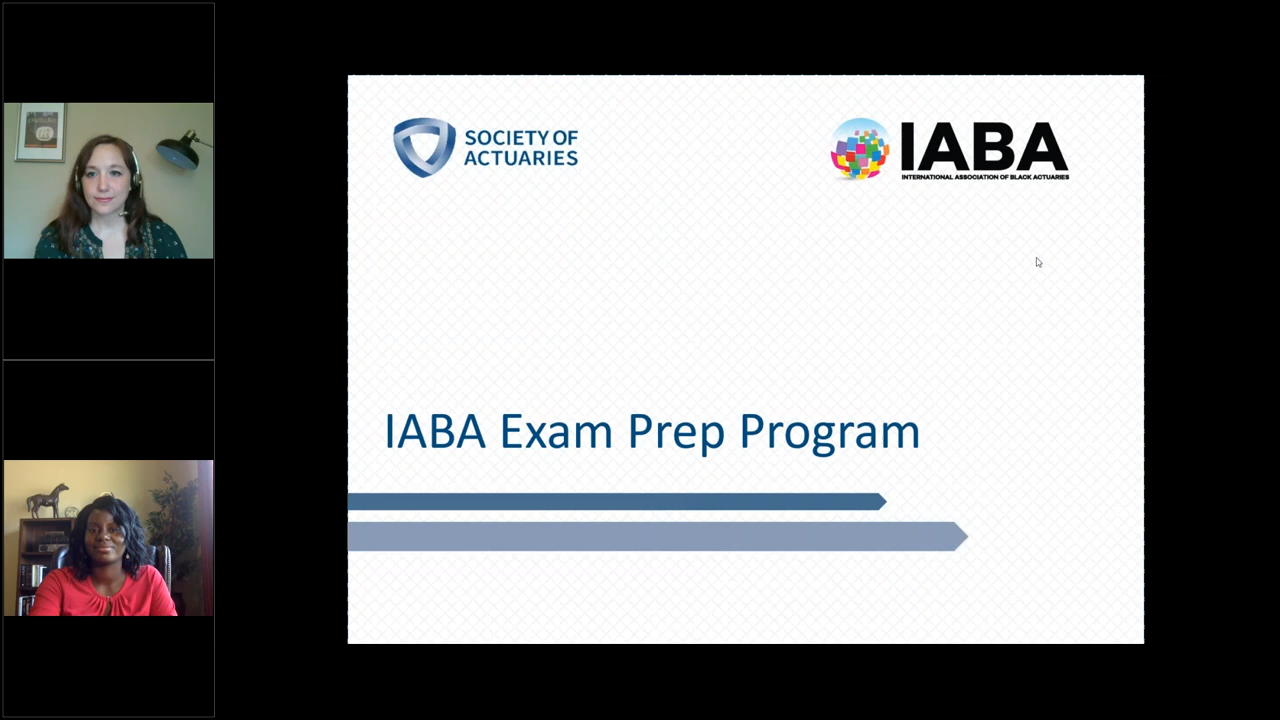 SOCIETY OF
ACTUARIES
IABA
INTERNATIONAL ASSOCIATION OF BLACK ACTUARIES
IABA Exam Prep Program